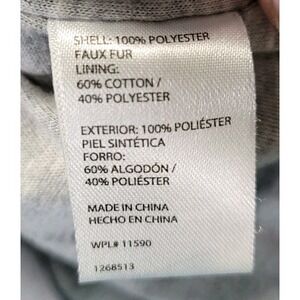 SHELL: 100% POLYESTER
FAUX FUR
LINING:
60% COTTON /
40% POLYESTER
EXTERIOR: 100% POLIÉSTER
PIEL SINTÉTICA
FORRO:
60% ALGODÓN /
40% POLIÉSTER
MADE IN CHINA
HECHO EN CHINA
WPL# 11590
1268513